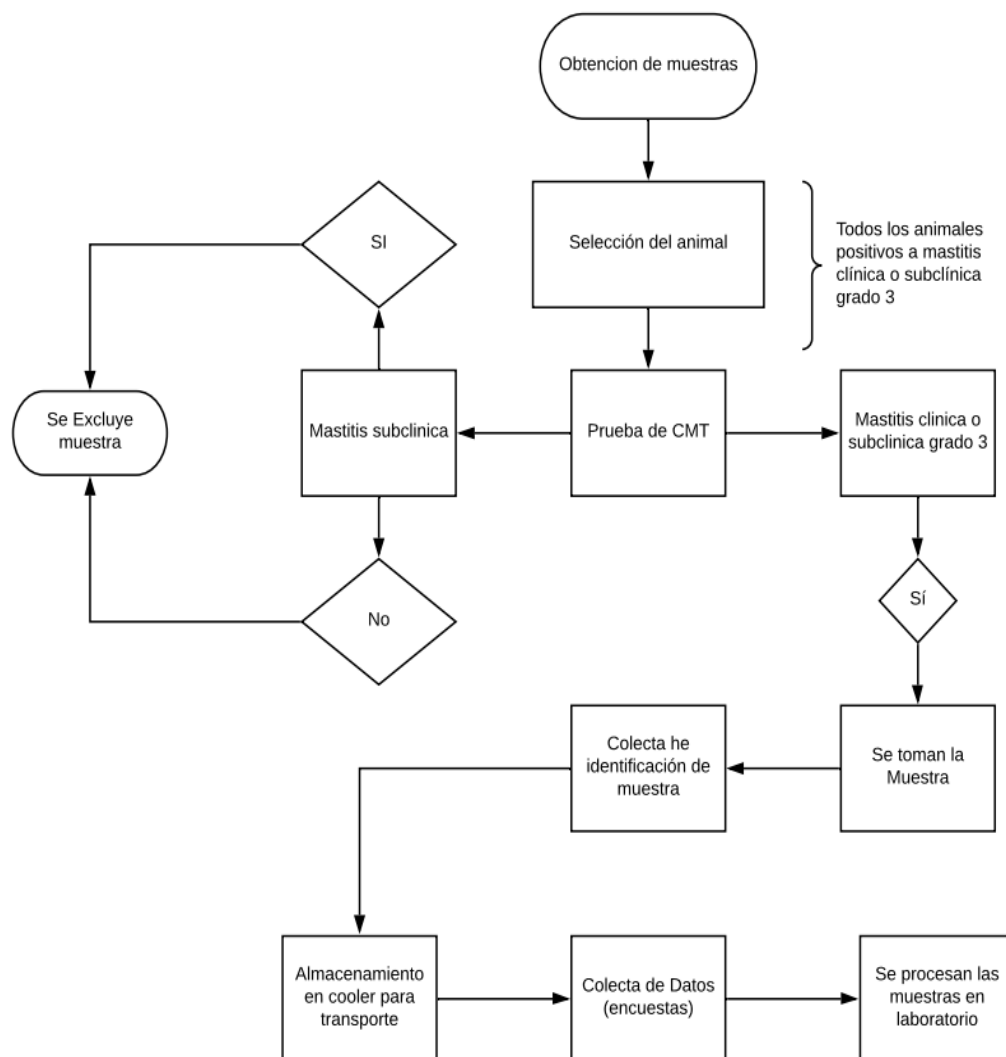 Obtencion de muestras
Selección del animal
Todos los animales
positivos a mastitis
clínica o subclínica
grado 3
SI
Se Excluye
muestra
Mastitis subclinica
Prueba de CMT
Mastitis clinica o
subclinica grado 3
No
Sí
Colecta he
identificación de
muestra
Se toman la
Muestra
Almacenamiento
en cooler para
transporte
Colecta de Datos
(encuestas)
Se procesan las
muestras en
laboratorio